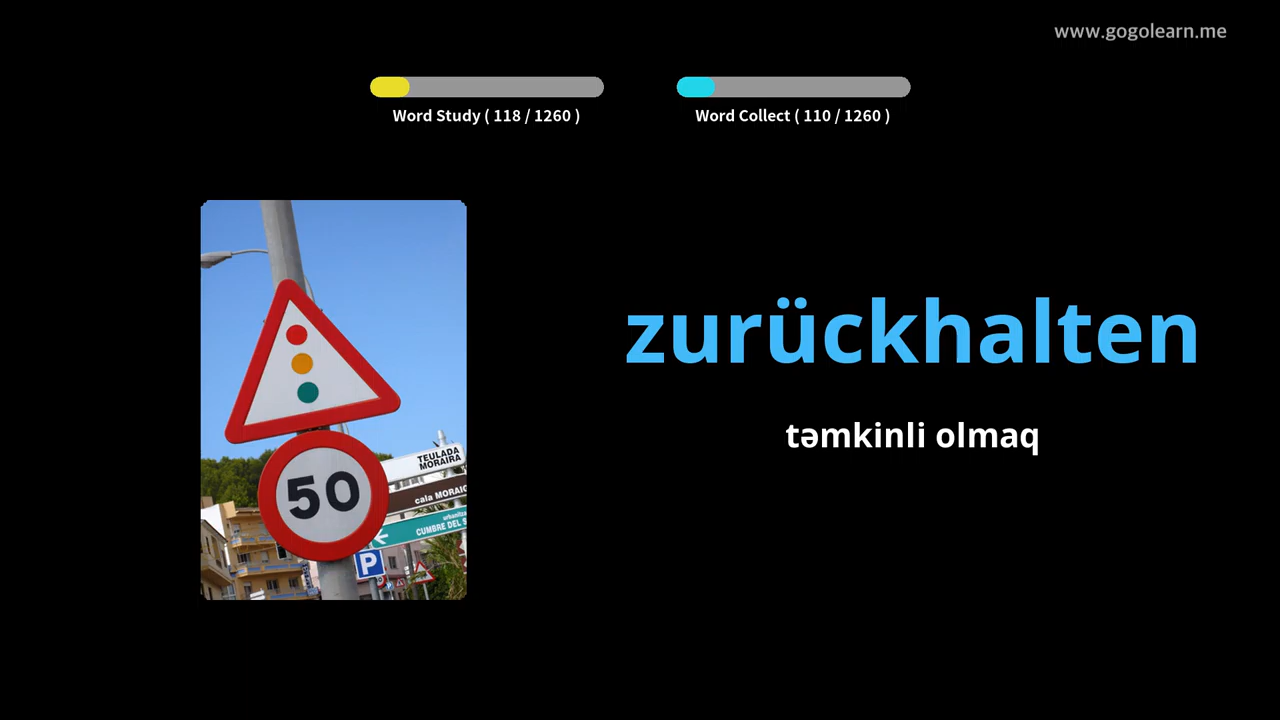 www.gogolearn.me
Word Study ( 118 / 1260 )
Word Collect ( 110 / 1260 )
zurückhalten
təmkinli olmaq
50
TEULADA
MORAIRA
cala MORAIG
urbanitza
CUMBRE DEL S
P